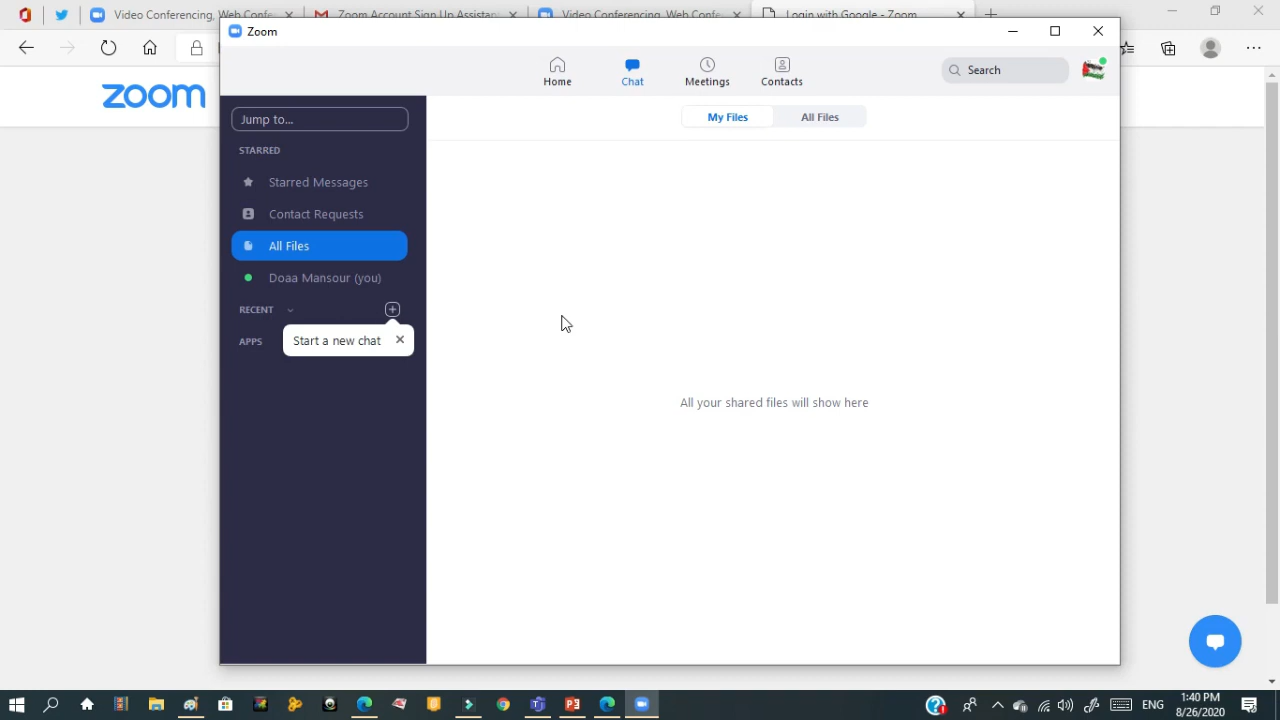 Video Conferencing, Web Conf
Gmail Account Sign Up Assistan
Video Conferencing, Web Conf
Login with Google - Zoom
Zoom
Home
Chat
Meetings
Contacts
Search
zoom
Jump to...
My Files
All Files
STARRED
Starred Messages
Contact Requests
All Files
Doaa Mansour (you)
RECENT
Start a new chat
APPS
All your shared files will show here
ENG
1:40 PM
8/26/2020